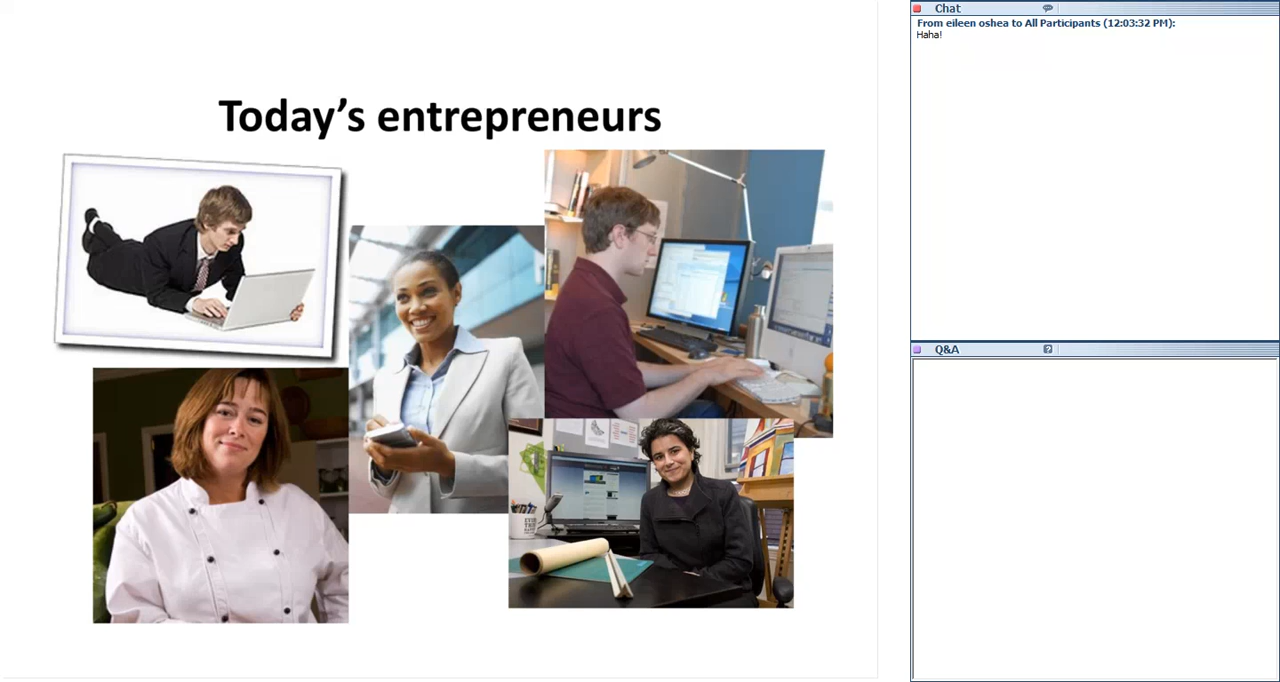 Today's entrepreneurs
Chat
From eileen oshea to All Participants (12:03:32 PM):
Haha!
Q&A